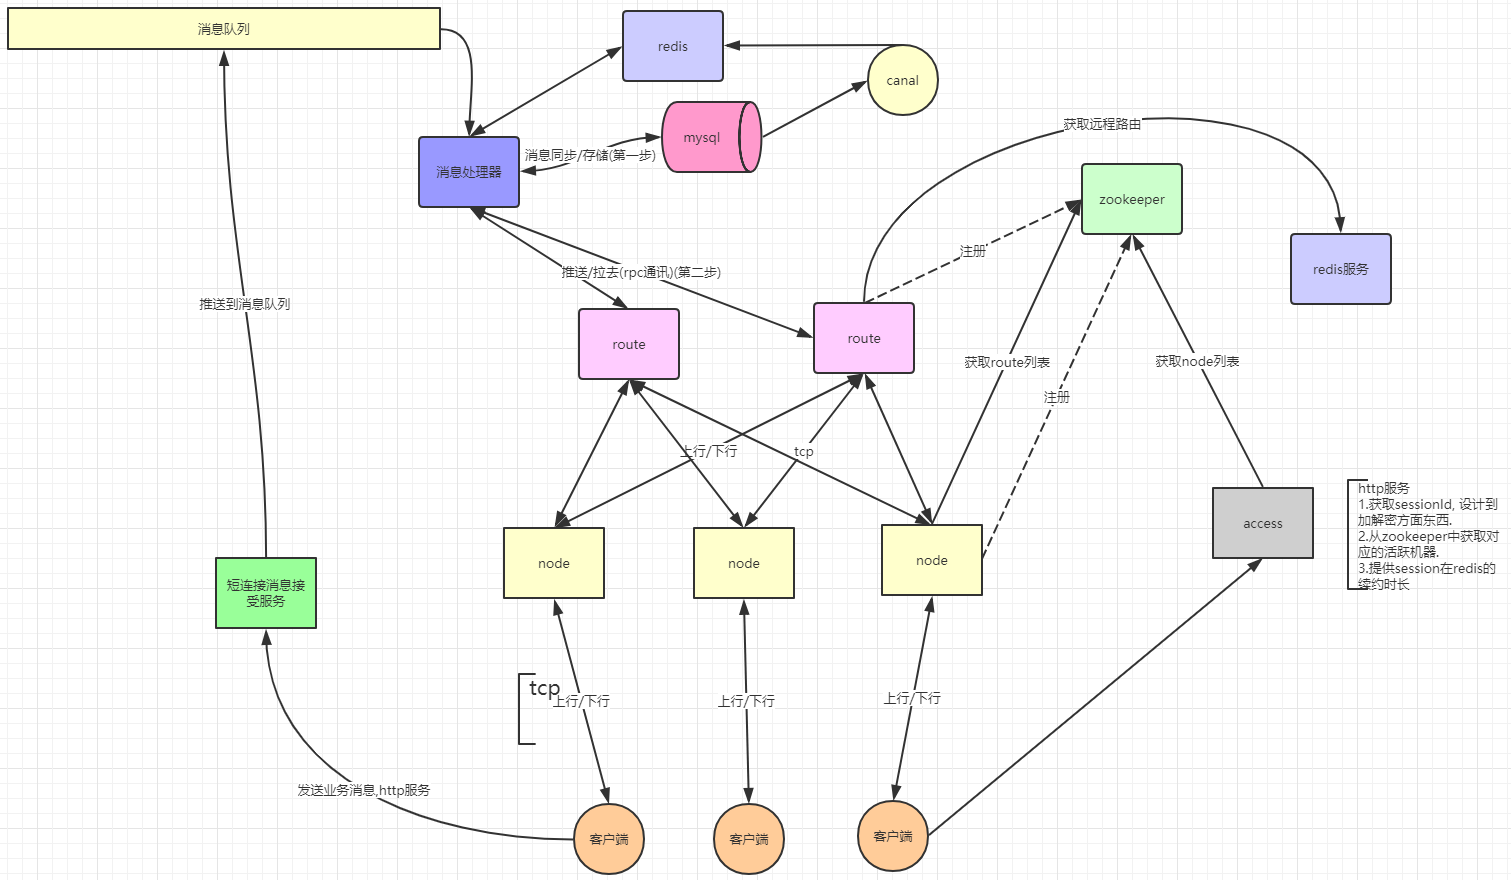 消息队列
redis
canal
mysql
获取远程路由
消息同步/存储(第一步)
消息处理器
zookeeper
注册
redis服务
推送/拉去(rpc通讯)(第二步)
推送到消息队列
route
route
获取route列表
获取node列表
注册
上行/下行
tcp
http服务
1.获取sessionId, 设计到
加解密方面东西.
2.从zookeeper中获取对
应的活跃机器.
3.提供session在redis的
续约时长
access
node
node
node
短连接消息接
受服务
tcp
上行/下行
上行/下行
上行/下行
发送业务消息,http服务
客户端
客户端
客户端